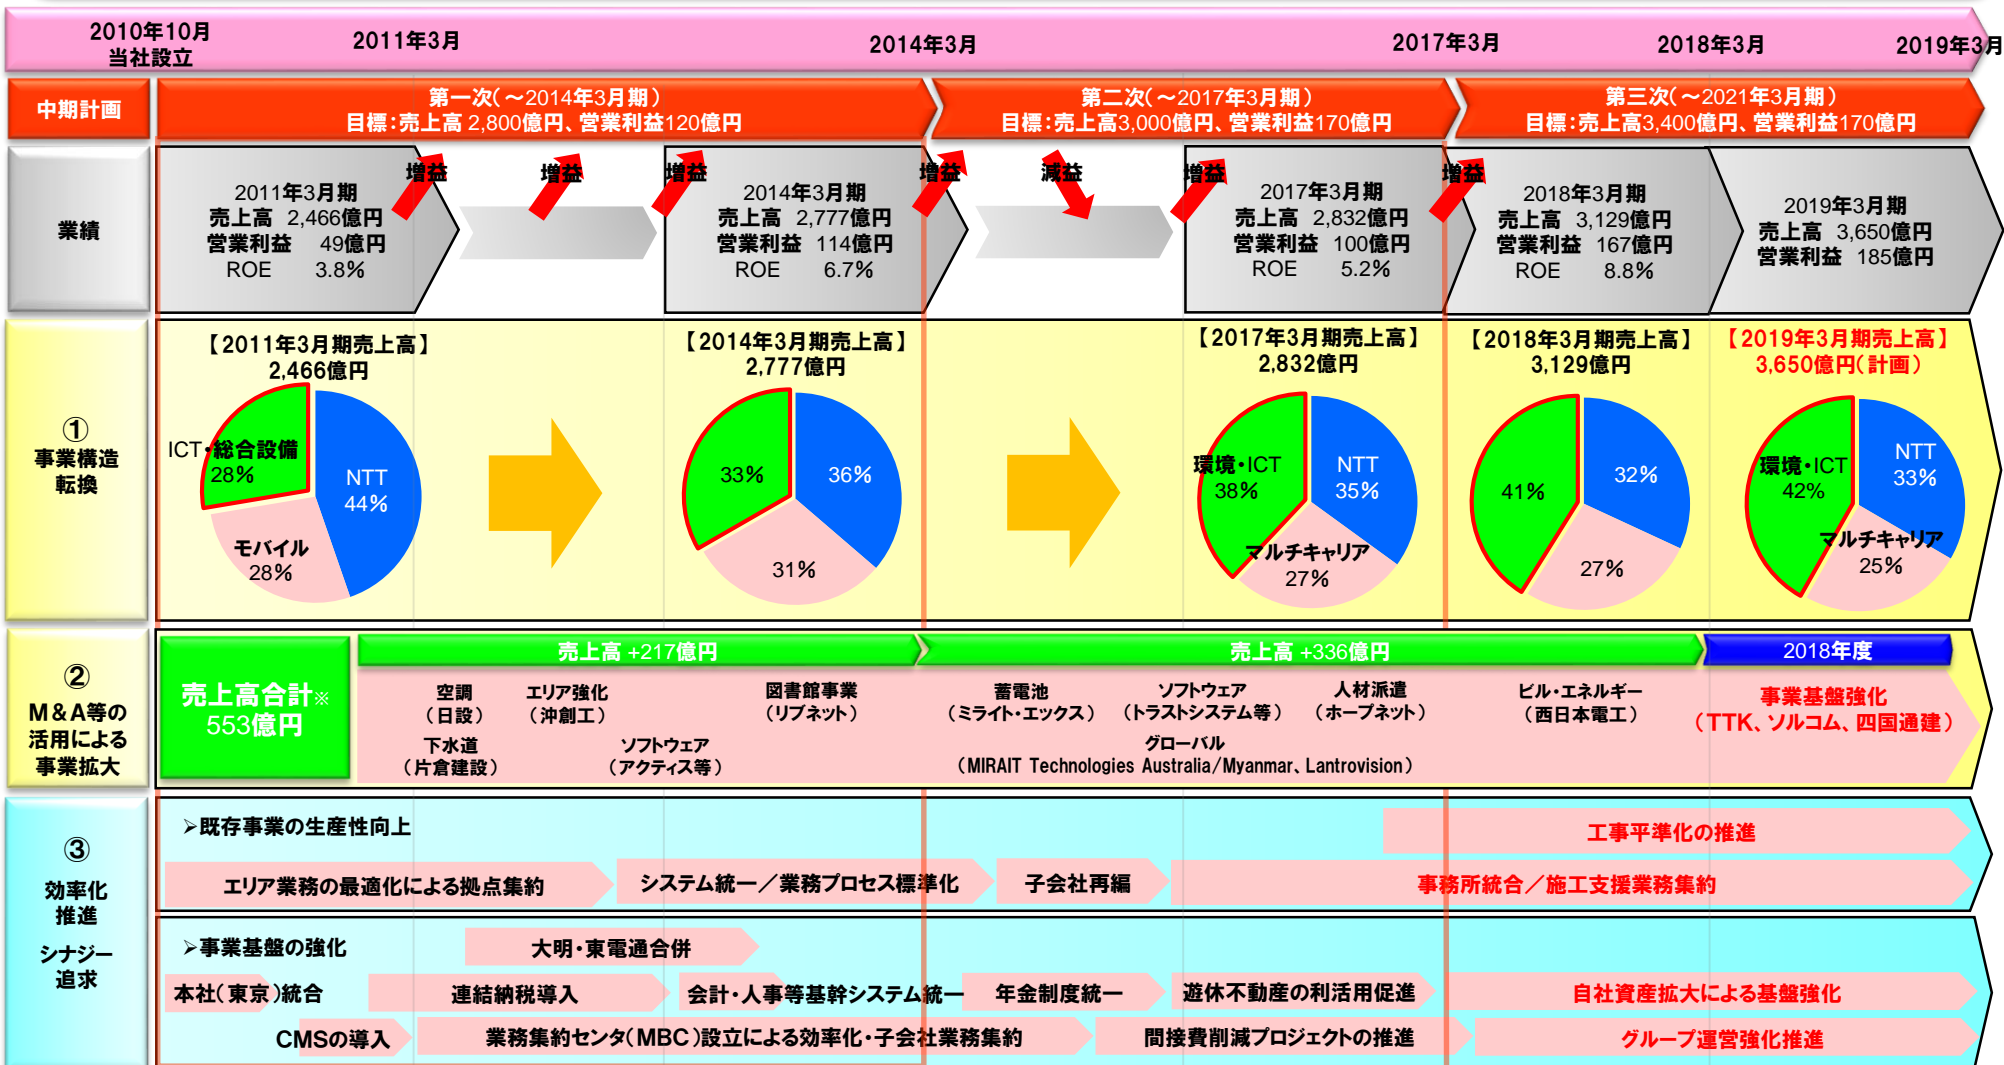 2010年10月
当社設立
2011年3月
2014年3月
2017年3月
2018年3月
2019年3月
中期計画
第一次(～2014年3月期)
目標:売上高 2,800億円、営業利益120億円
第二次(～2017年3月期)
目標:売上高3,000億円、営業利益170億円
第三次(～2021年3月期)
目標:売上高3,400億円、営業利益170億円
業績
2011年3月期
売上高 2,466億円
営業利益 49億円
ROE 3.8%
増益
増益
増益
2014年3月期
売上高 2,777億円
営業利益 114億円
ROE 6.7%
増益
減益
増益
2017年3月期
売上高 2,832億円
営業利益 100億円
ROE 5.2%
増益
2018年3月期
売上高 3,129億円
営業利益 167億円
ROE 8.8%
2019年3月期
売上高 3,650億円
営業利益 185億円
①
事業構造
転換
【2011年3月期売上高】
2,466億円
ICT・総合設備
28%
NTT
44%
モバイル
28%
【2014年3月期売上高】
2,777億円
33%
36%
31%
【2017年3月期売上高】
2,832億円
環境・ICT
38%
NTT
35%
マルチキャリア
27%
【2018年3月期売上高】
3,129億円
41%
32%
27%
【2019年3月期売上高】
3,650億円(計画)
環境・ICT
42%
NTT
33%
マルチキャリア
25%
②
M&A等の
活用による
事業拡大
売上高合計※
553億円
売上高 +217億円
売上高 +336億円
2018年度
空調
(日設)
エリア強化
(沖創工)
図書館事業
(リブネット)
下水道
(片倉建設)
ソフトウェア
(アクティス等)
蓄電池
(ミライト・エックス)
ソフトウェア
(トラストシステム等)
人材派遣
(ホープネット)
ビル・エネルギー
(西日本電工)
グローバル
(MIRAIT Technologies Australia/Myanmar、Lantrovision)
事業基盤強化
(TTK、ソルコム、四国通建)
③
効率化
推進
シナジー
追求
➢既存事業の生産性向上
工事平準化の推進
エリア業務の最適化による拠点集約
システム統一/業務プロセス標準化
子会社再編
事務所統合/施工支援業務集約
➢事業基盤の強化
大明・東電通合併
本社(東京)統合
連結納税導入
会計・人事等基幹システム統一
年金制度統一
遊休不動産の利活用促進
自社資産拡大による基盤強化
CMSの導入
業務集約センタ(MBC)設立による効率化・子会社業務集約
間接費削減プロジェクトの推進
グループ運営強化推進